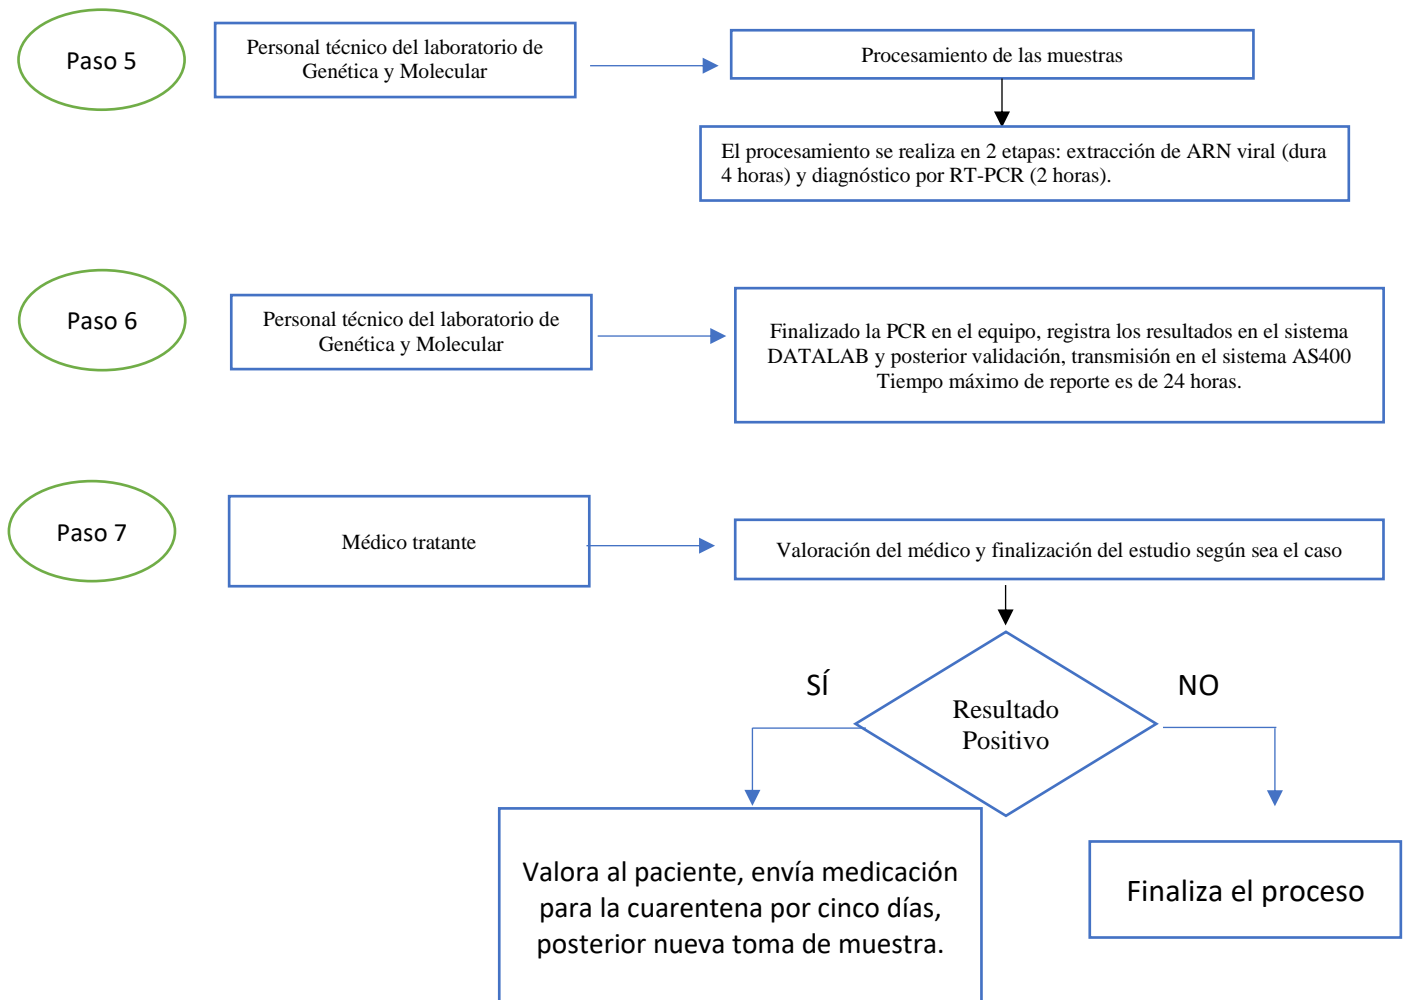 Paso 5
Personal técnico del laboratorio de
Genética y Molecular
Procesamiento de las muestras
El procesamiento se realiza en 2 etapas: extracción de ARN viral (dura
4 horas) y diagnóstico por RT-PCR (2 horas).
Paso 6
Personal técnico del laboratorio de
Genética y Molecular
Finalizado la PCR en el equipo, registra los resultados en el sistema
DATALAB y posterior validación, transmisión en el sistema AS400
Tiempo máximo de reporte es de 24 horas.
Paso 7
Médico tratante
Valoración del médico y finalización del estudio según sea el caso
SÍ
NO
Resultado
Positivo
Valora al paciente, envía medicación
para la cuarentena por cinco días,
posterior nueva toma de muestra.
Finaliza el proceso